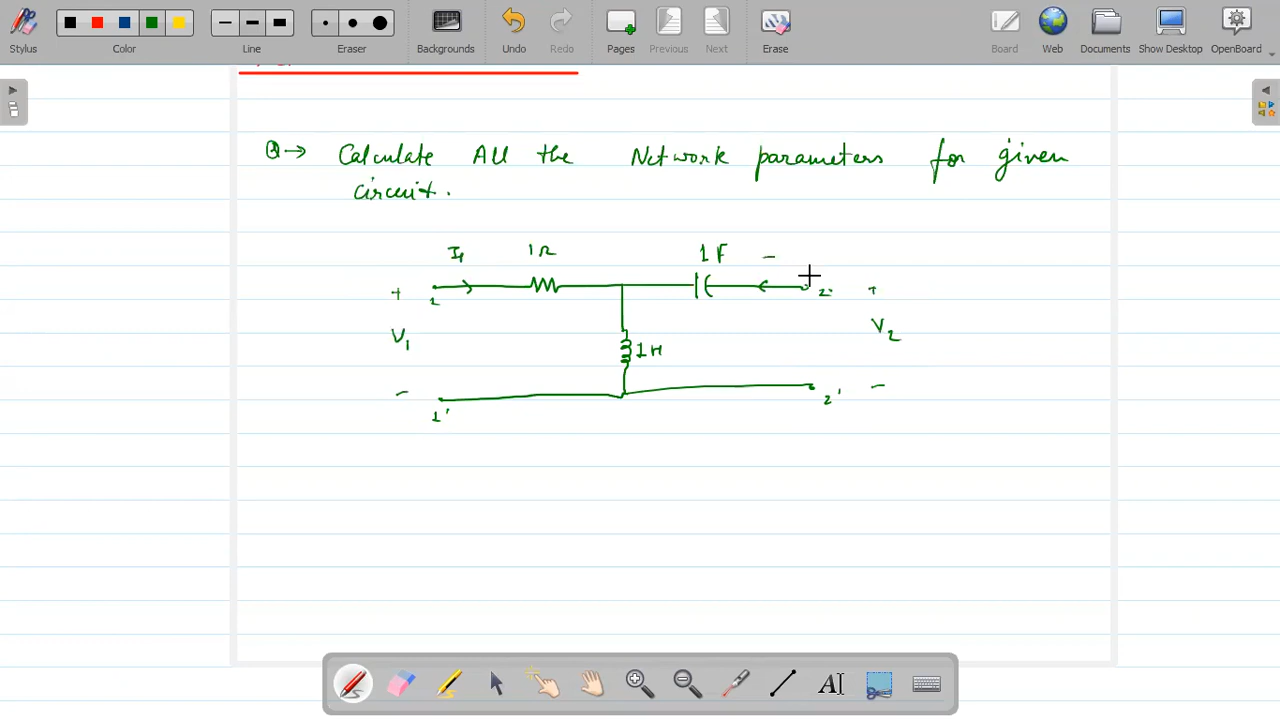 Stylus
Color
Line
Eraser
Backgrounds
Undo
Redo
Pages
Previous
Next
Erase
Board
Web
Documents
Show Desktop
OpenBoard
Q→ Calculate All the Network parameters for given
circuit.
I1 1Ω 1F –
+ 1 2 +
V1 1H V2
– 1' 2' –